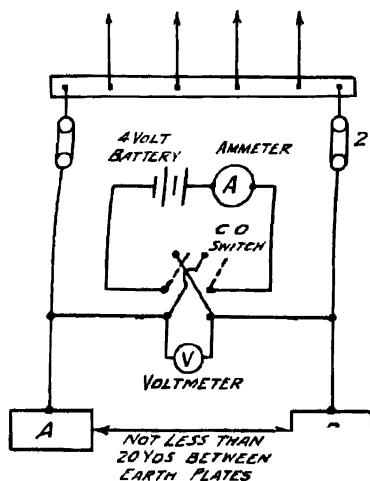 2
4 VOLT
BATTERY
AMMETER
A
C O
SWITCH
V
VOLTMETER
A
NOT LESS THAN
20 YDS BETWEEN
EARTH PLATES